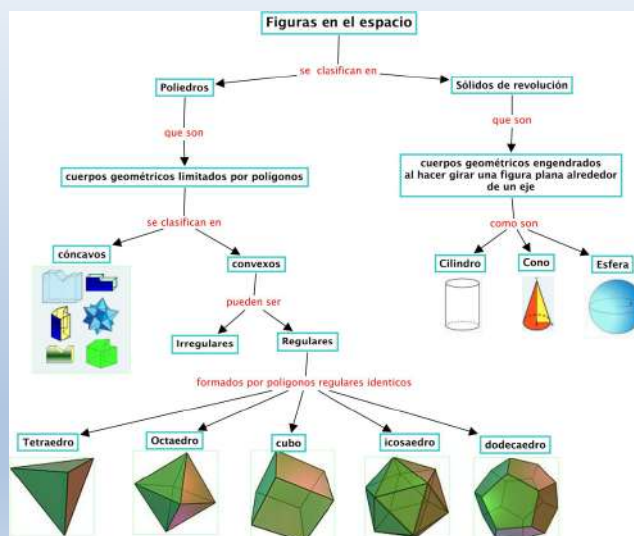 Figuras en el espacio
se clasifican en
Poliedros
Sólidos de revolución
que son
que son
cuerpos geométricos limitados por polígonos
cuerpos geométricos engendrados
al hacer girar una figura plana alrededor
de un eje
se clasifican en
como son
cóncavos
convexos
Cilindro
Cono
Esfera
pueden ser
Irregulares
Regulares
formados por poligonos regulares identicos
Tetraedro
Octaedro
cubo
icosaedro
dodecaedro